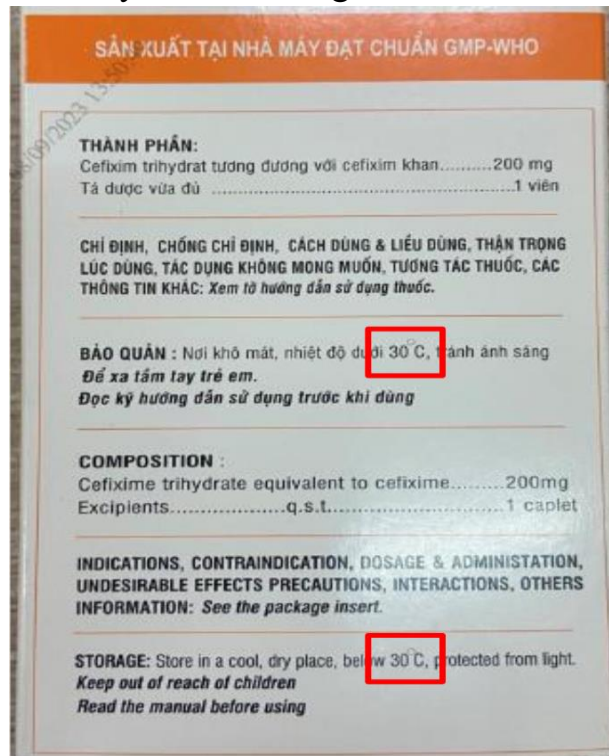 SẢN XUẤT TẠI NHÀ MÁY ĐẠT CHUẨN GMP-WHO
/09/2023 13:50:
THÀNH PHẦN:
Cefixim trihydrat tương đương với cefixim khan..........200 mg
Tá dược vừa đủ ........................................................1 viên
CHỈ ĐỊNH, CHỐNG CHỈ ĐỊNH, CÁCH DÙNG & LIỀU DÙNG, THẬN TRỌNG
LÚC DÙNG, TÁC DỤNG KHÔNG MONG MUỐN, TƯƠNG TÁC THUỐC, CÁC
THÔNG TIN KHÁC: Xem tờ hướng dẫn sử dụng thuốc.
BẢO QUẢN : Nơi khô mát, nhiệt độ dưới 30°C, tránh ánh sáng
Để xa tầm tay trẻ em.
Đọc kỹ hướng dẫn sử dụng trước khi dùng
COMPOSITION :
Cefixime trihydrate equivalent to cefixime.........200mg
Excipients...................q.s.t.............................1 caplet
INDICATIONS, CONTRAINDICATION, DOSAGE & ADMINISTATION,
UNDESIRABLE EFFECTS PRECAUTIONS, INTERACTIONS, OTHERS
INFORMATION: See the package insert.
STORAGE: Store in a cool, dry place, below 30°C, protected from light.
Keep out of reach of children
Read the manual before using